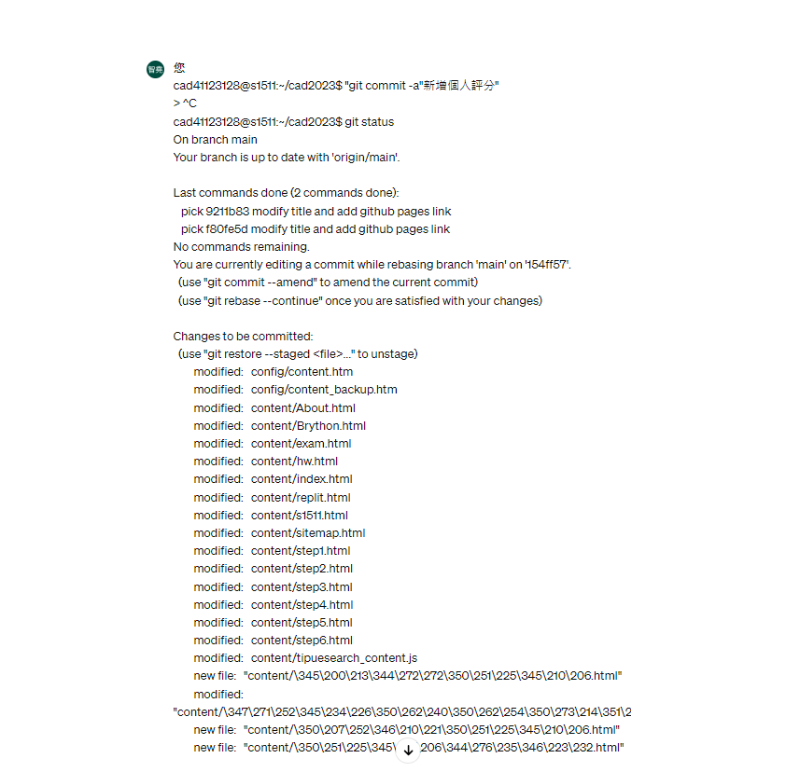 智堯
您
cad41123128@s1511:~/cad2023$ "git commit -a"新增個人評分"
> ^C
cad41123128@s1511:~/cad2023$ git status
On branch main
Your branch is up to date with 'origin/main'.
Last commands done (2 commands done):
pick 9211b83 modify title and add github pages link
pick f80fe5d modify title and add github pages link
No commands remaining.
You are currently editing a commit while rebasing branch 'main' on '154ff57'.
(use "git commit --amend" to amend the current commit)
(use "git rebase --continue" once you are satisfied with your changes)
Changes to be committed:
(use "git restore --staged <file>..." to unstage)
modified: config/content.htm
modified: config/content_backup.htm
modified: content/About.html
modified: content/Brython.html
modified: content/exam.html
modified: content/hw.html
modified: content/index.html
modified: content/replit.html
modified: content/s1511.html
modified: content/sitemap.html
modified: content/step1.html
modified: content/step2.html
modified: content/step3.html
modified: content/step4.html
modified: content/step5.html
modified: content/step6.html
modified: content/tipuesearch_content.js
new file: "content/\345\200\213\344\272\272\350\251\225\345\210\206.html"
modified:
"content/\347\271\252\345\234\226\350\262\240\350\262\254\350\273\214\351\2
new file: "content/\350\207\252\346\210\221\350\251\225\345\210\206.html"
new file: "content/\350\251\225\345\206\344\276\235\346\223\232.html"